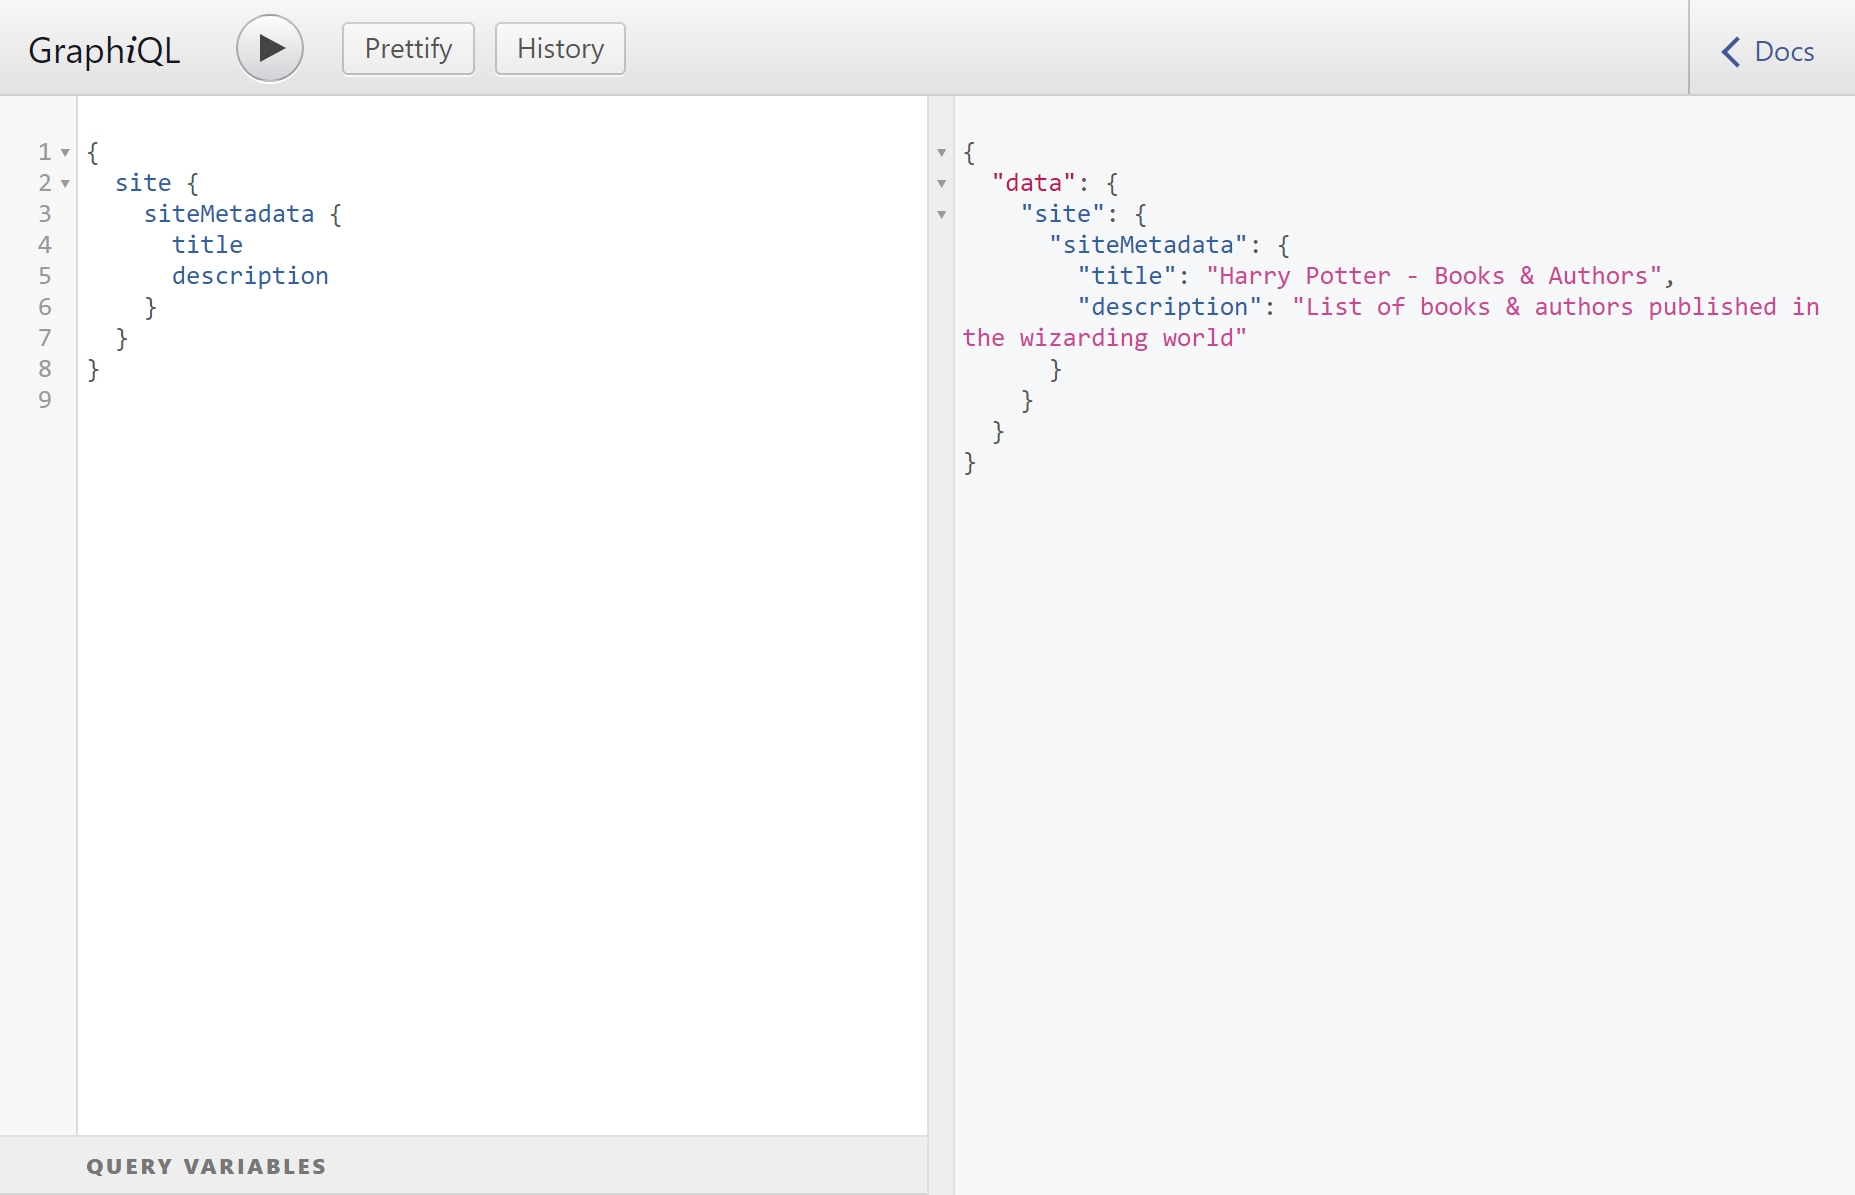 GraphiQL Prettify History Docs
1 {
2   site {
3     siteMetadata {
4       title
5       description
6     }
7   }
8 }
9
QUERY VARIABLES
{
  "data": {
    "site": {
      "siteMetadata": {
        "title": "Harry Potter - Books & Authors",
        "description": "List of books & authors published in
the wizarding world"
      }
    }
  }
}